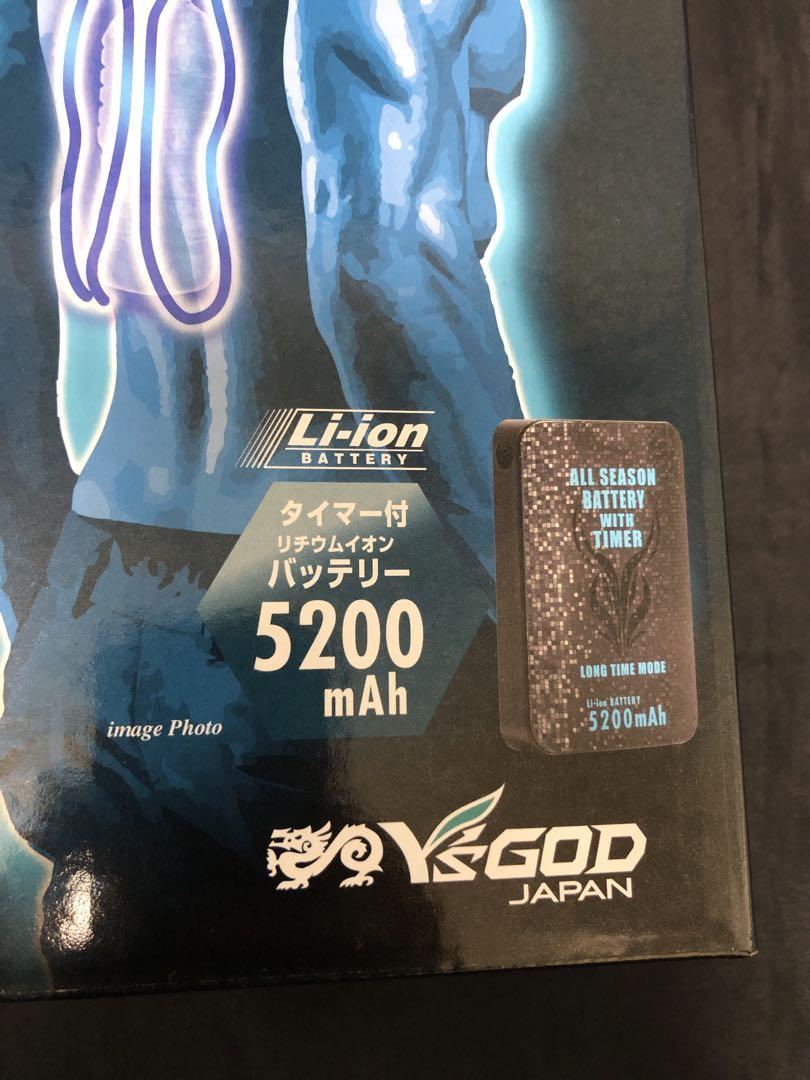 Li-ion
BATTERY
タイマー付
リチウムイオン
バッテリー
5200
mAh
image Photo
ALL SEASON
BATTERY
WITH
TIMER
LONG TIME MODE
Li-ion BATTERY
5200mAh
Y'sGOD
JAPAN